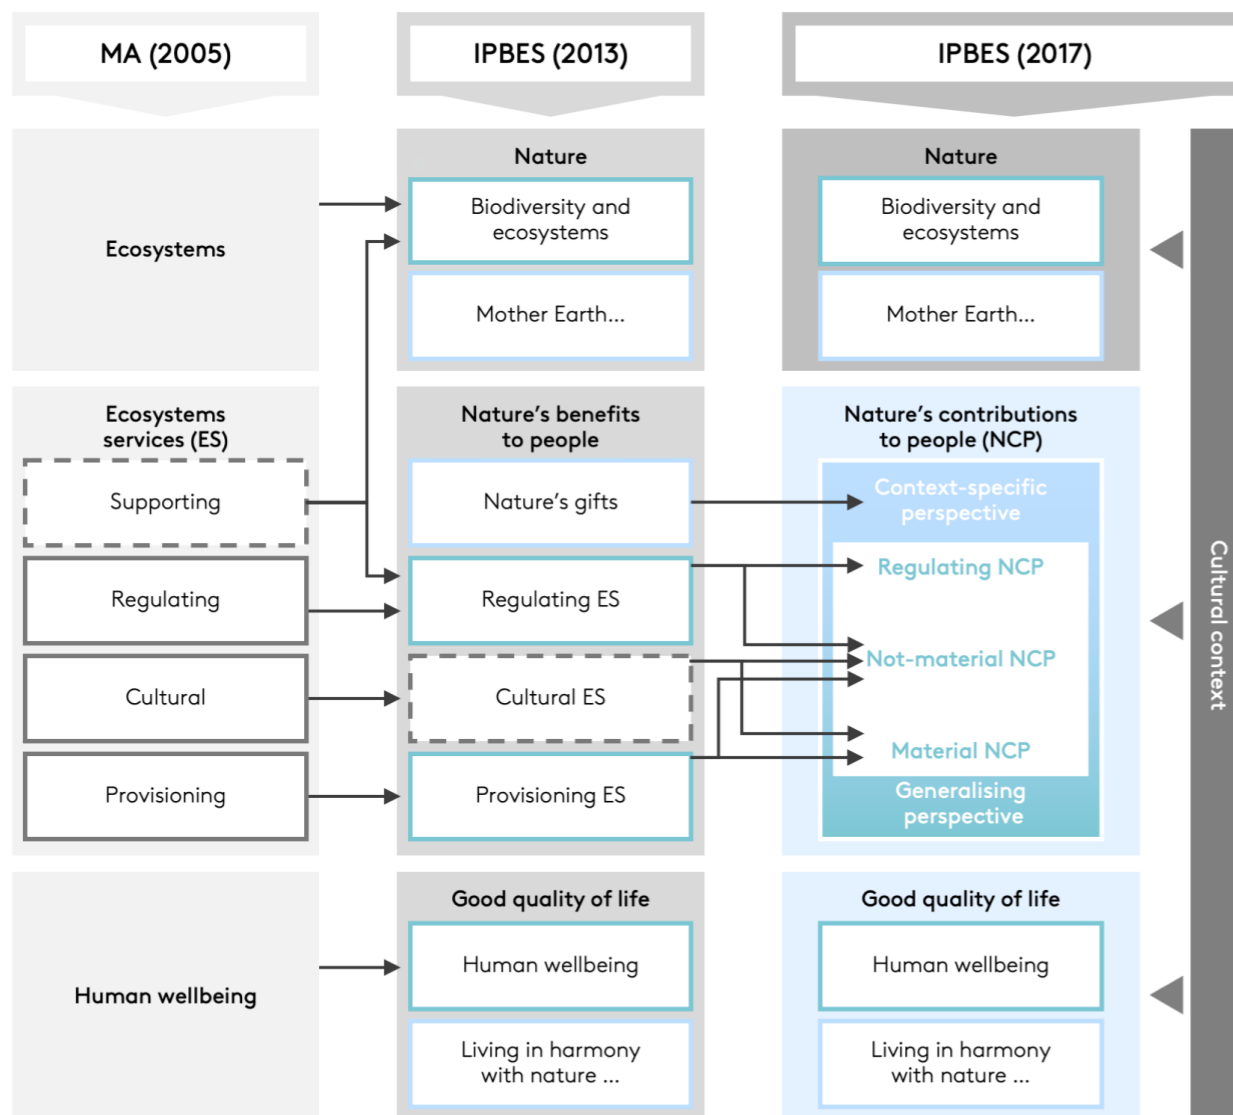 MA (2005)
IPBES (2013)
IPBES (2017)
Ecosystems
Nature
Biodiversity and
ecosystems
Mother Earth...
Nature
Biodiversity and
ecosystems
Mother Earth...
Ecosystems
services (ES)
Supporting
Regulating
Cultural
Provisioning
Nature’s benefits
to people
Nature’s gifts
Regulating ES
Cultural ES
Provisioning ES
Nature’s contributions
to people (NCP)
Context-specific
perspective
Regulating NCP
Not-material NCP
Material NCP
Generalising
perspective
Cultural context
Human wellbeing
Good quality of life
Human wellbeing
Living in harmony
with nature ...
Good quality of life
Human wellbeing
Living in harmony
with nature ...